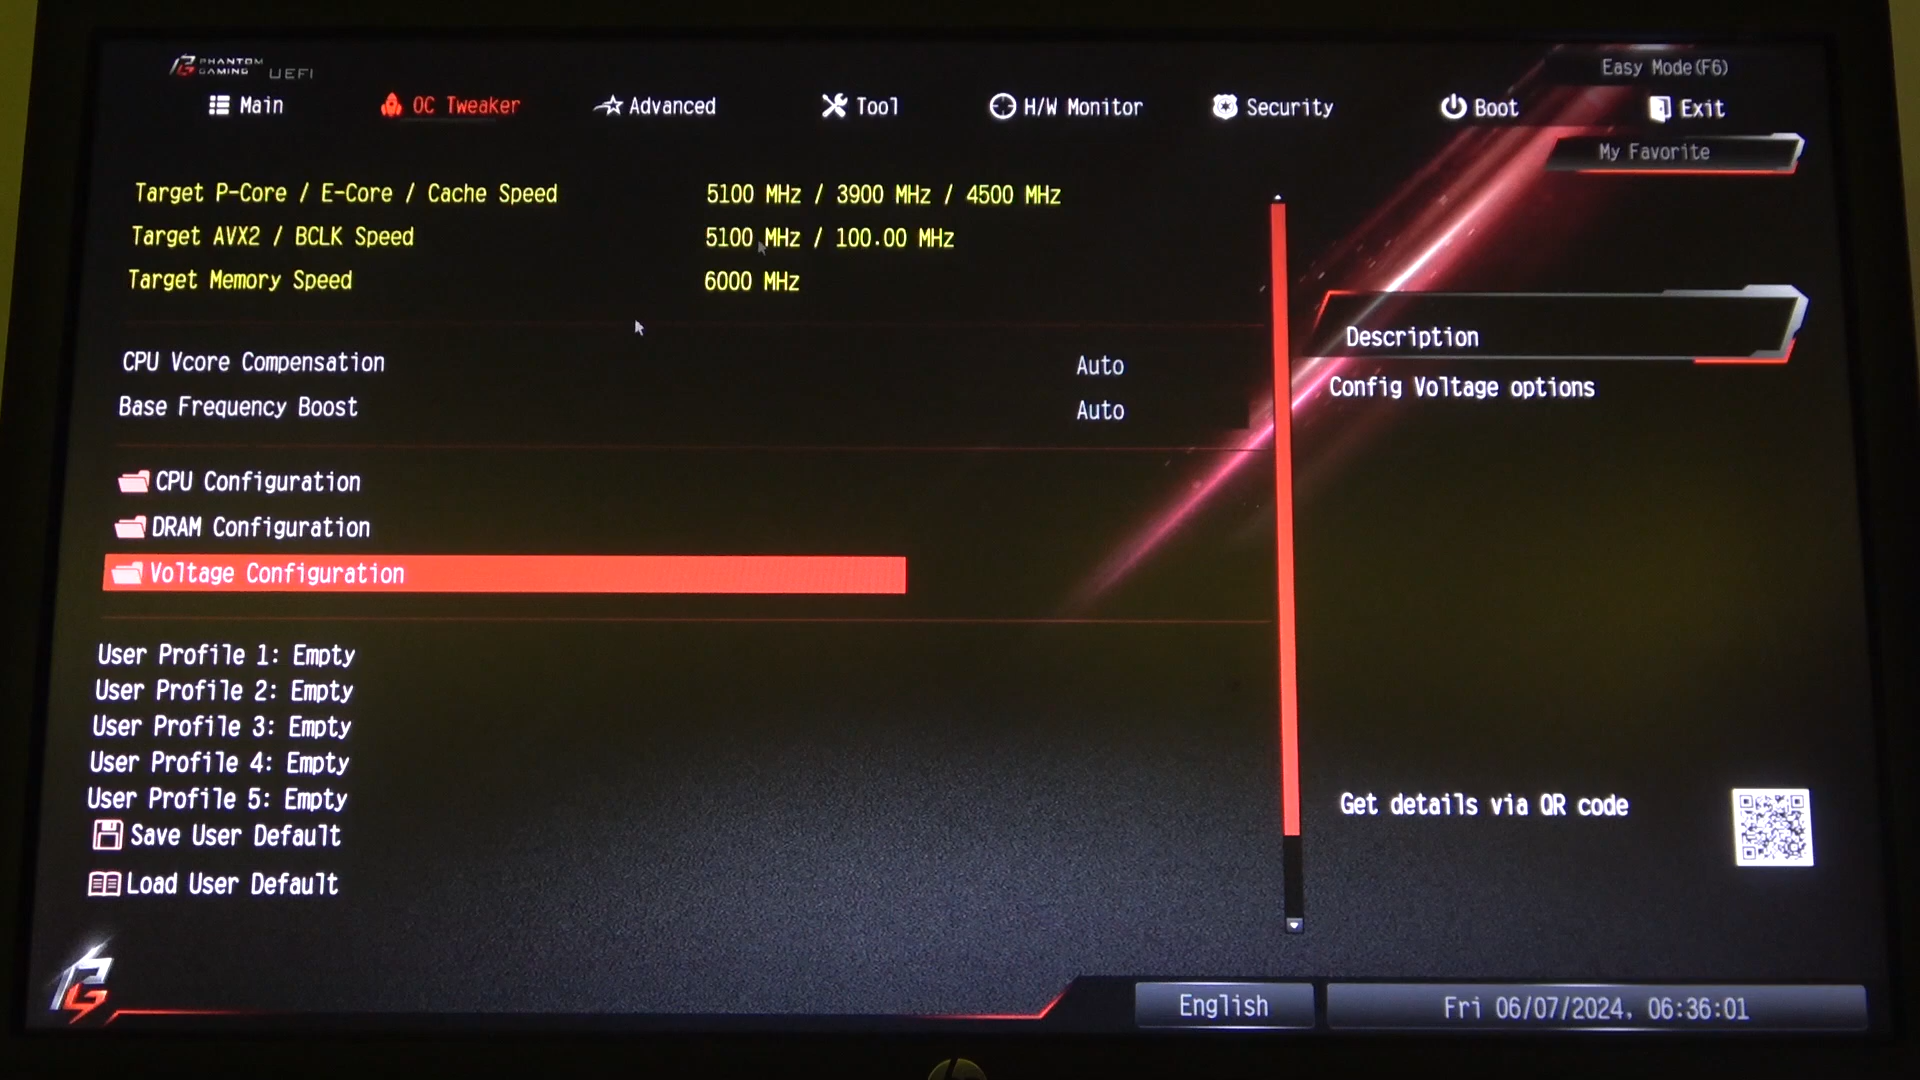 PHANTOM GAMING UEFI
Easy Mode(F6)
Main OC Tweaker Advanced Tool H/W Monitor Security Boot Exit
My Favorite
Target P-Core / E-Core / Cache Speed 5100 MHz / 3900 MHz / 4500 MHz
Target AVX2 / BCLK Speed 5100 MHz / 100.00 MHz
Target Memory Speed 6000 MHz
Description
CPU Vcore Compensation Auto
Config Voltage options
Base Frequency Boost Auto
CPU Configuration
DRAM Configuration
Voltage Configuration
User Profile 1: Empty
User Profile 2: Empty
User Profile 3: Empty
User Profile 4: Empty
User Profile 5: Empty
Get details via QR code
Save User Default
Load User Default
English
Fri 06/07/2024, 06:36:01